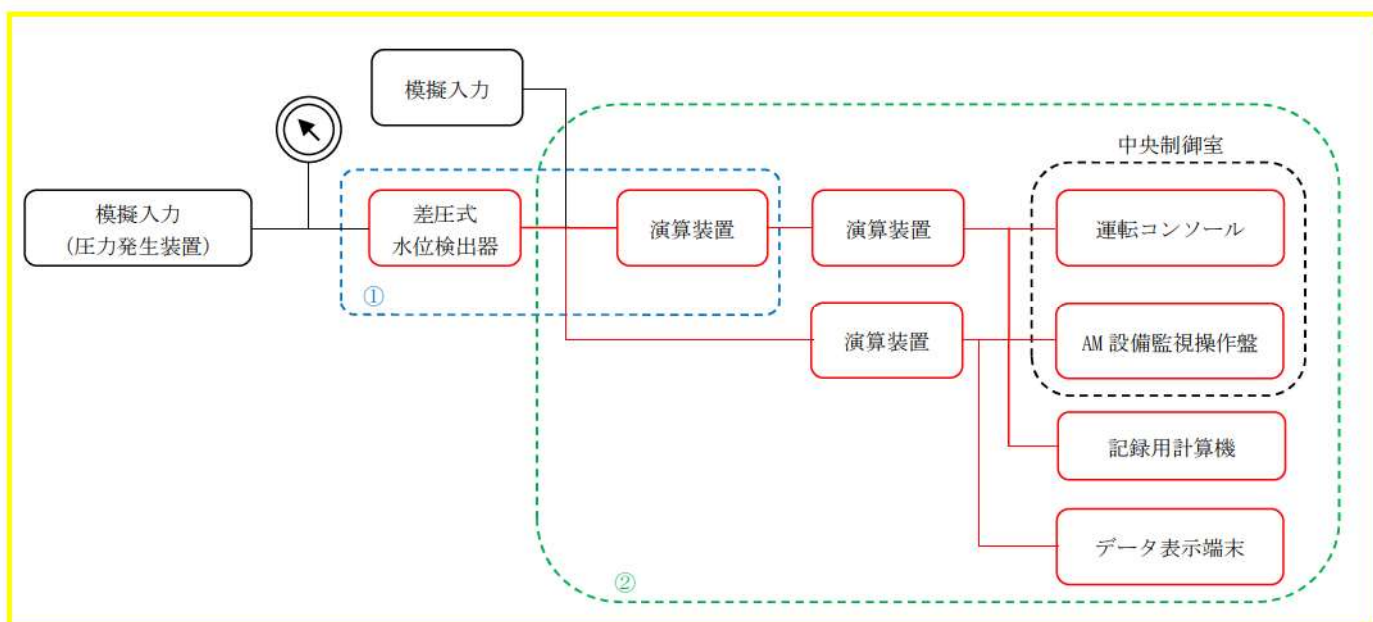 模擬入力
中央制御室
模擬入力
(圧力発生装置)
差圧式
水位検出器
演算装置
演算装置
運転コンソール
①
演算装置
AM 設備監視操作盤
記録用計算機
データ表示端末
②